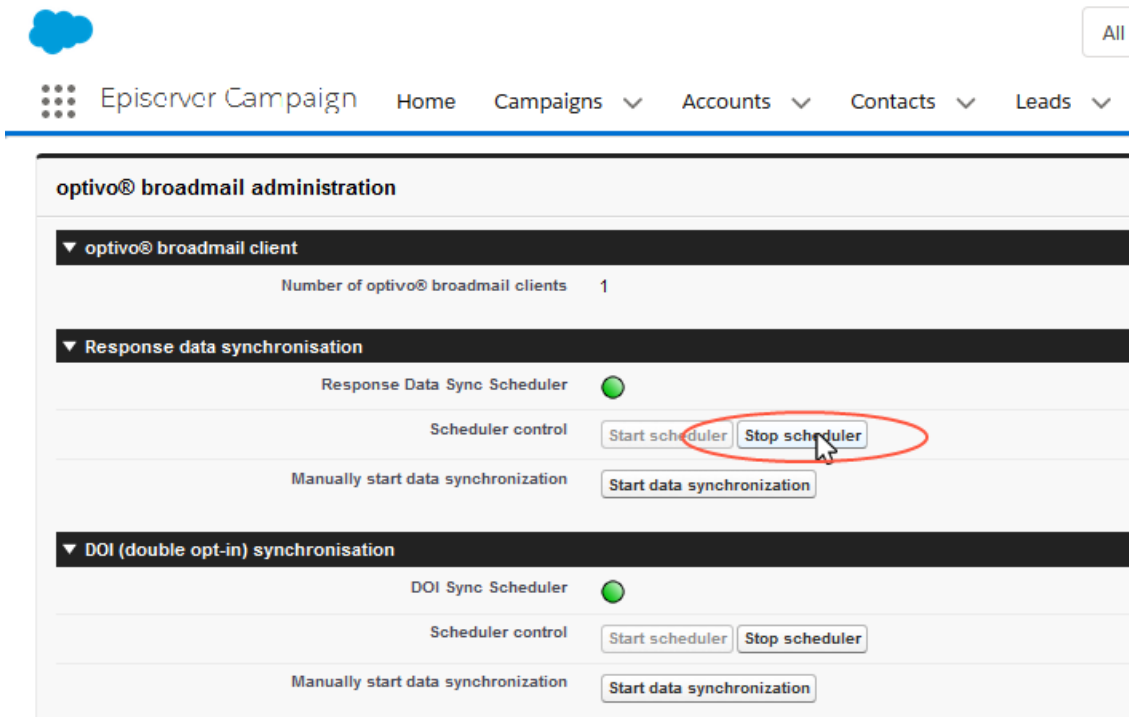 All
Episerver Campaign Home Campaigns Accounts Contacts Leads
optivo® broadmail administration
optivo® broadmail client
Number of optivo® broadmail clients 1
Response data synchronisation
Response Data Sync Scheduler
Scheduler control Start scheduler Stop scheduler
Manually start data synchronization Start data synchronization
DOI (double opt-in) synchronisation
DOI Sync Scheduler
Scheduler control Start scheduler Stop scheduler
Manually start data synchronization Start data synchronization